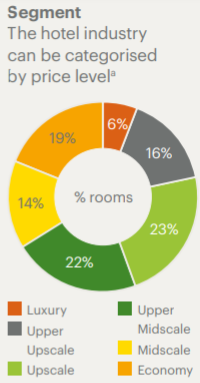 Segment
The hotel industry
can be categorised
by price levelᵃ
6%
16%
23%
22%
14%
19%
% rooms
Luxury
Upper
Upscale
Upscale
Upper
Midscale
Midscale
Economy